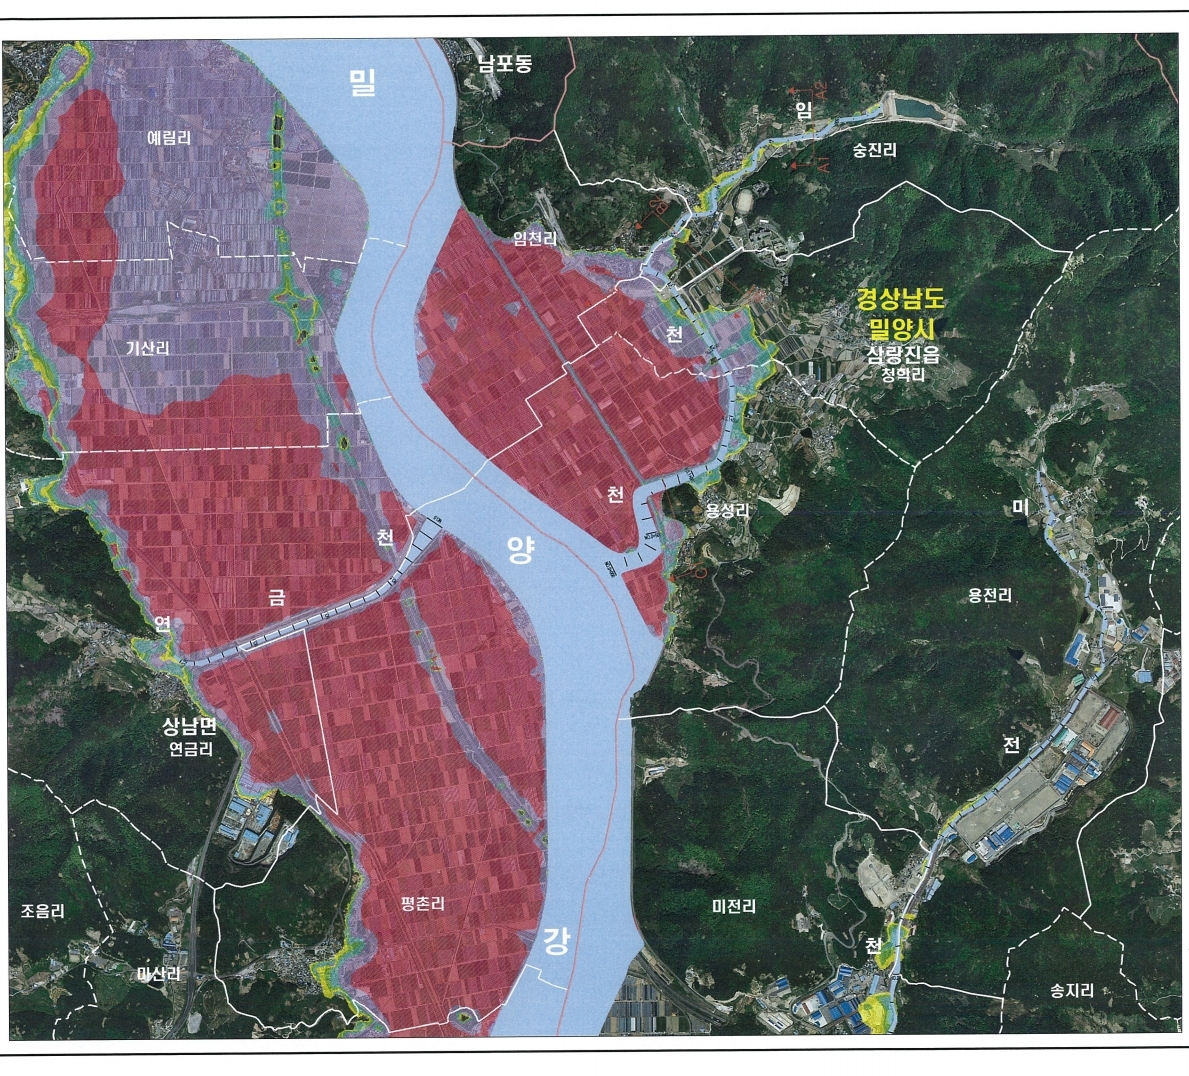 밀
남포동
임
예림리
숭진리
임천리
경상남도
밀양시
천
기산리
삼랑진읍
청학리
천
용성리
미
천
양
금
용전리
연
상남면
연금리
전
평촌리
미전리
조음리
강
천
마산리
송지리
A2
A1